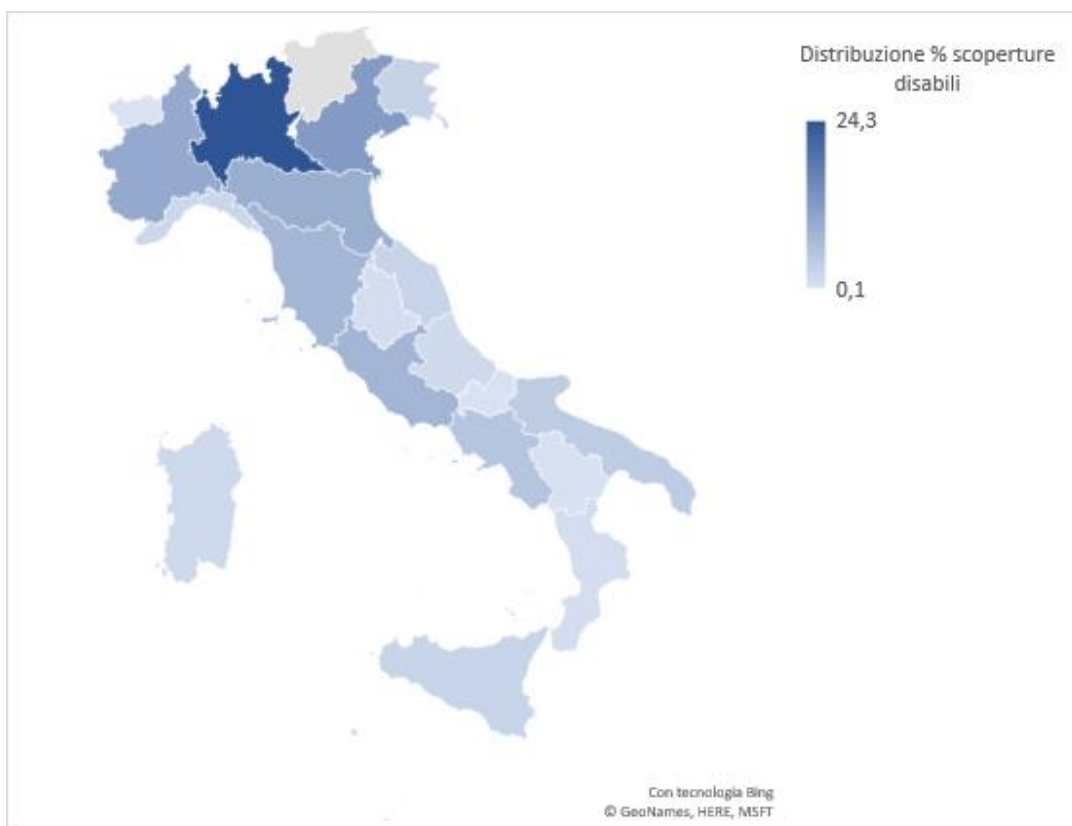 Distribuzione % scoperture
disabili
24,3
0,1
Con tecnologia Bing
© GeoNames, HERE, MSFT